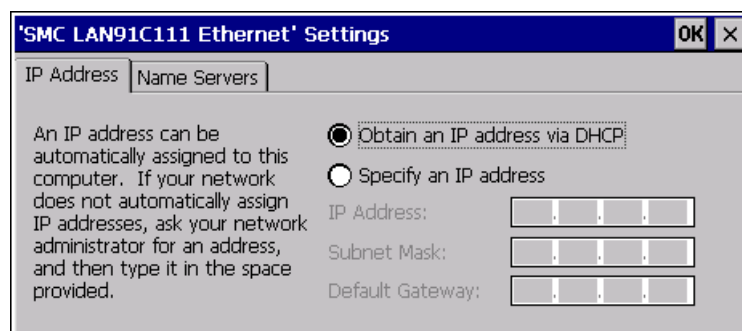 'SMC LAN91C111 Ethernet' Settings OK ×
IP Address Name Servers
An IP address can be
automatically assigned to this
computer. If your network
does not automatically assign
IP addresses, ask your network
administrator for an address,
and then type it in the space
provided.
Obtain an IP address via DHCP
Specify an IP address
IP Address:
Subnet Mask:
Default Gateway: